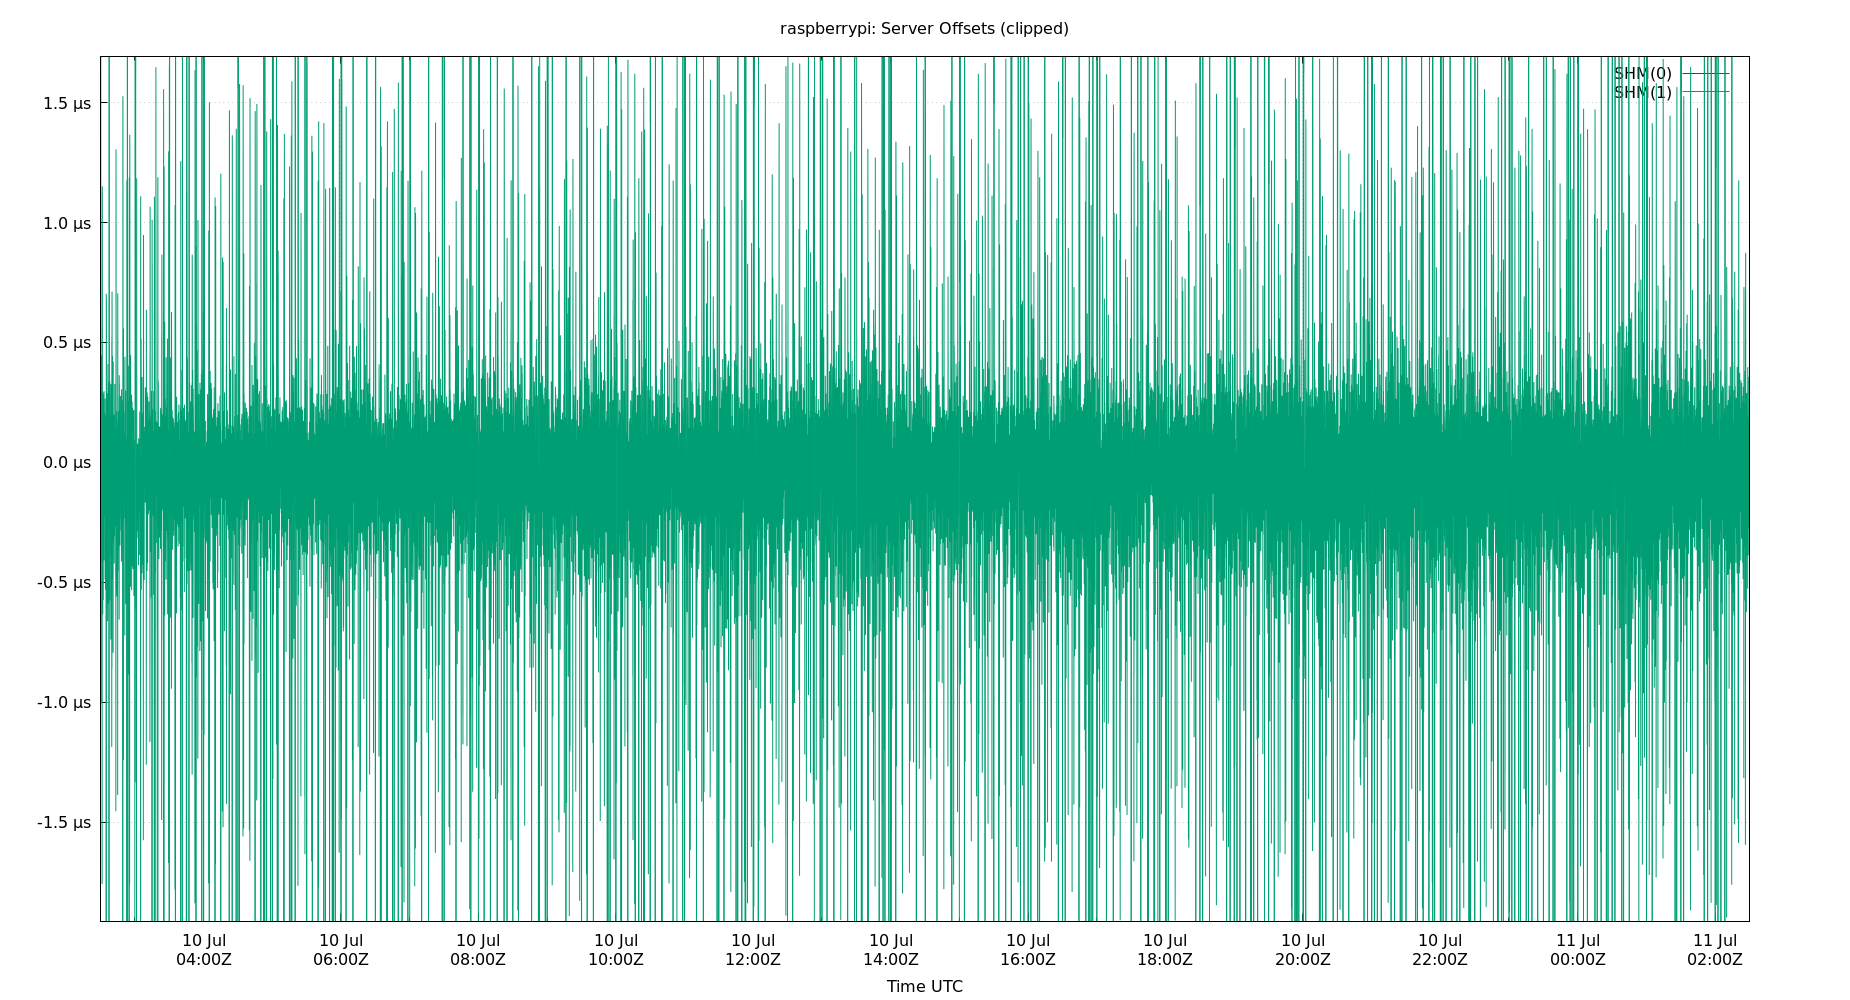 raspberrypi: Server Offsets (clipped)
SHM(0)
SHM(1)
1.5 µs
1.0 µs
0.5 µs
0.0 µs
-0.5 µs
-1.0 µs
-1.5 µs
10 Jul 10 Jul 10 Jul 10 Jul 10 Jul 10 Jul 10 Jul 10 Jul 10 Jul 10 Jul 11 Jul 11 Jul
04:00Z 06:00Z 08:00Z 10:00Z 12:00Z 14:00Z 16:00Z 18:00Z 20:00Z 22:00Z 00:00Z 02:00Z
Time UTC